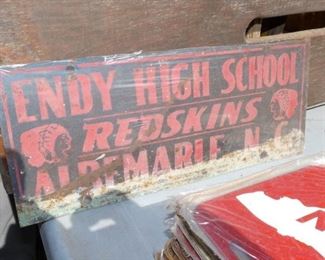 ENDY HIGH SCHOOL
REDSKINS
ALBEMARLE, N.C.